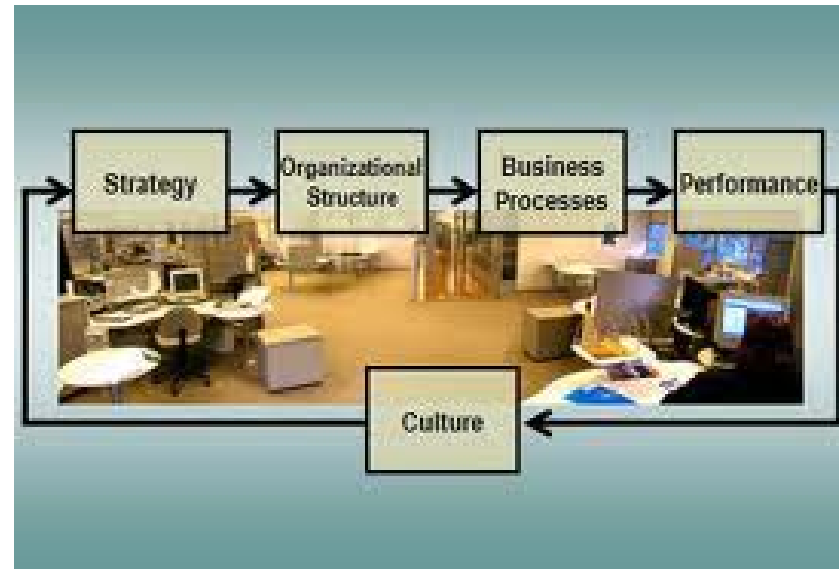 Strategy
Organizational
Structure
Business
Processes
Performance
Culture